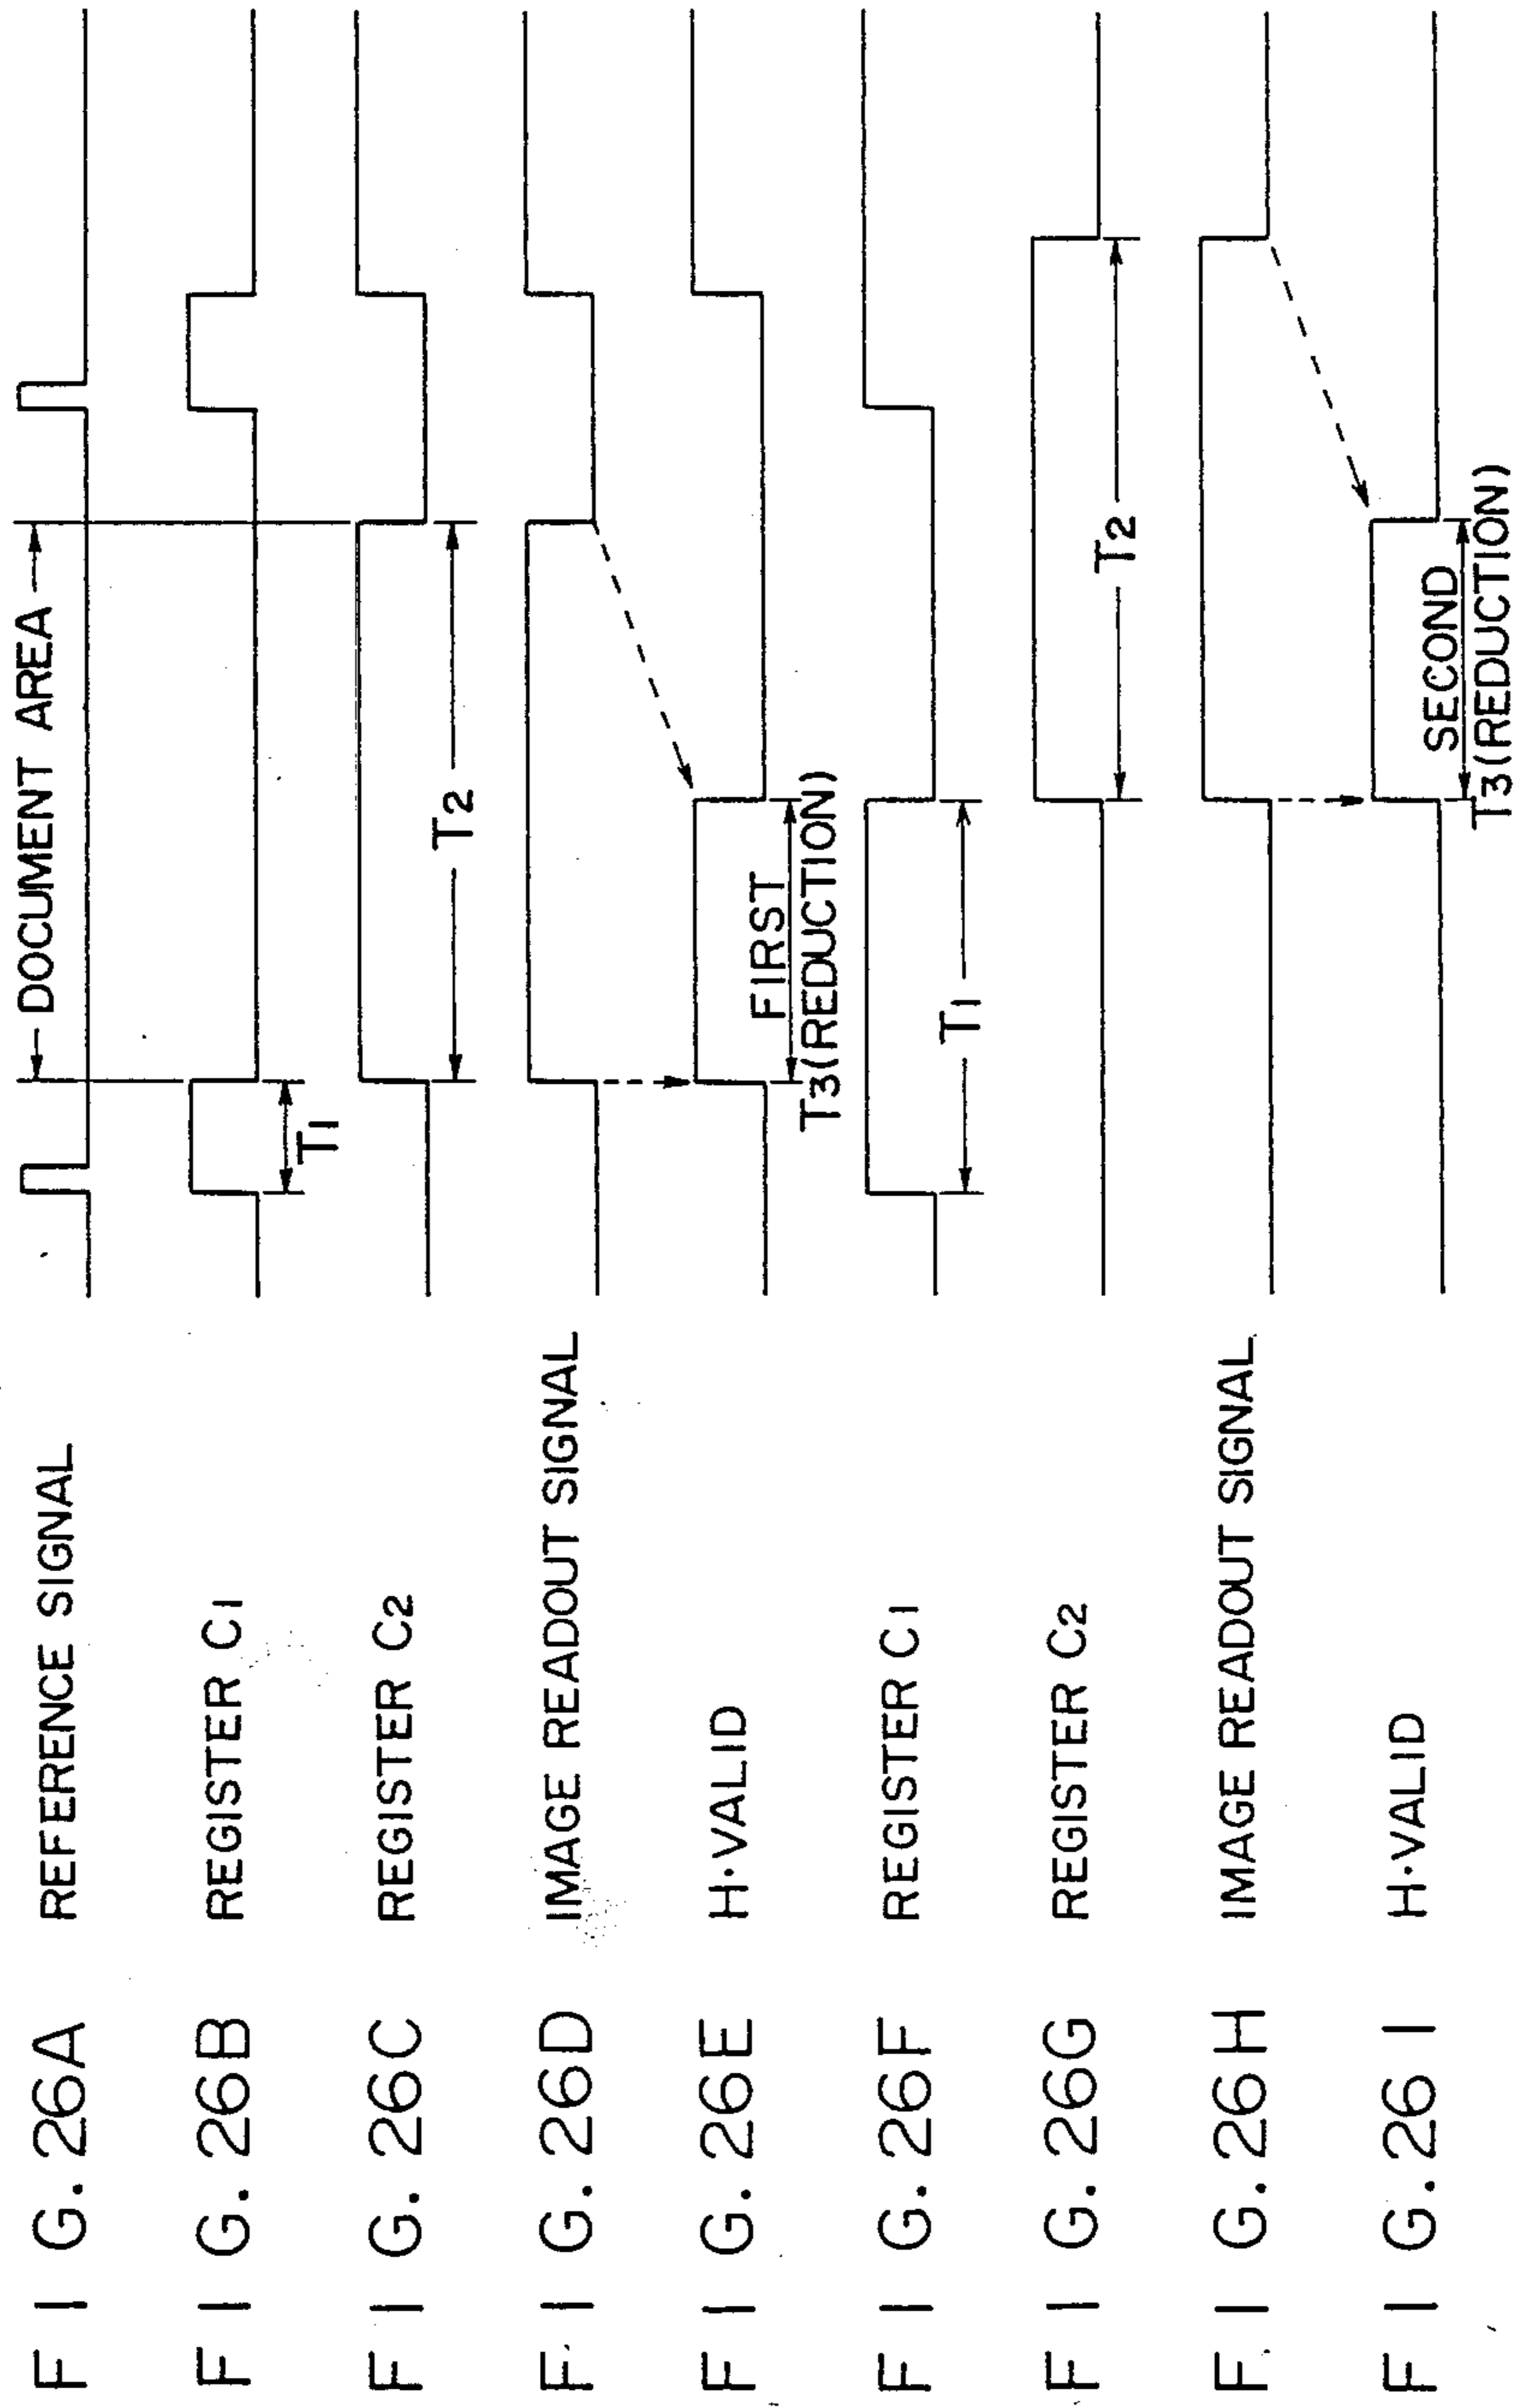 FIG. 26A REFERENCE SIGNAL
DOCUMENT AREA
FIG. 26B REGISTER C1
T1
FIG. 26C REGISTER C2
T2
FIG. 26D IMAGE READOUT SIGNAL
FIG. 26E H·VALID
FIRST
T3(REDUCTION)
FIG. 26F REGISTER C1
T1
FIG. 26G REGISTER C2
T2
FIG. 26H IMAGE READOUT SIGNAL
FIG. 26I H·VALID
SECOND
T3(REDUCTION)